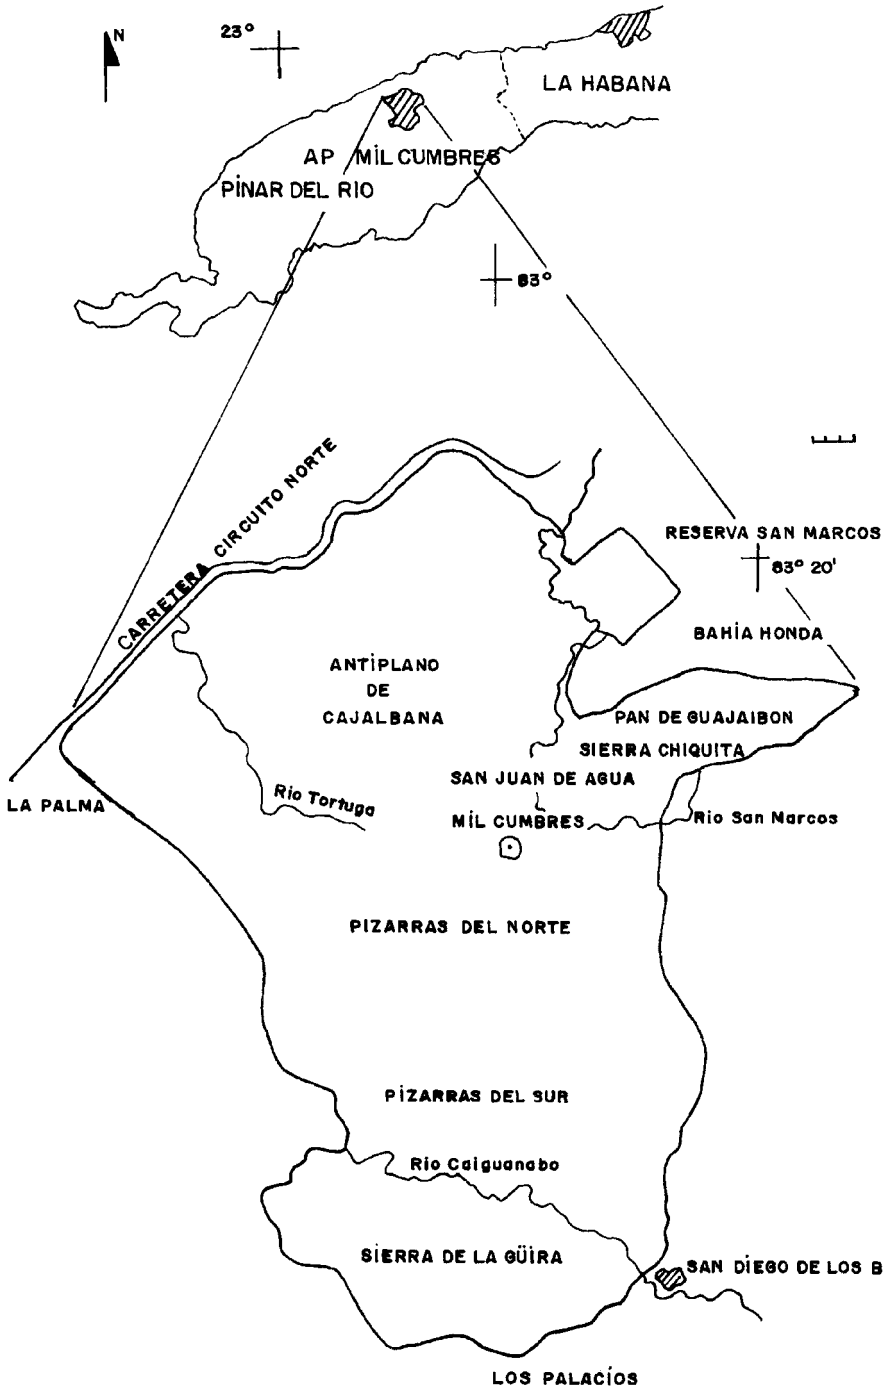 N
23°
LA HABANA
AP MIL CUMBRES
PINAR DEL RIO
83°
CARRETERA CIRCUITO NORTE
RESERVA SAN MARCOS
83° 20'
BAHÍA HONDA
ANTIPLANO
DE
CAJALBANA
PAN DE GUAJAIBON
SIERRA CHIQUITA
SAN JUAN DE AGUA
Rio Tortuga
LA PALMA
MIL CUMBRES
Rio San Marcos
PIZARRAS DEL NORTE
PIZARRAS DEL SUR
Rio Caiguanabo
SIERRA DE LA GÜIRA
SAN DIEGO DE LOS B
LOS PALACIOS